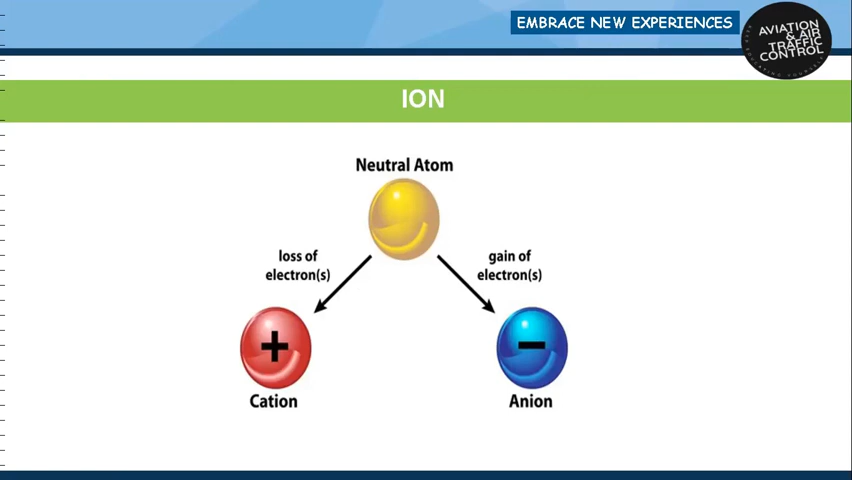 EMBRACE NEW EXPERIENCES
AVIATION
& AIR
TRAFFIC
CONTROL
ION
Neutral Atom
loss of
electron(s)
gain of
electron(s)
+
−
Cation
Anion